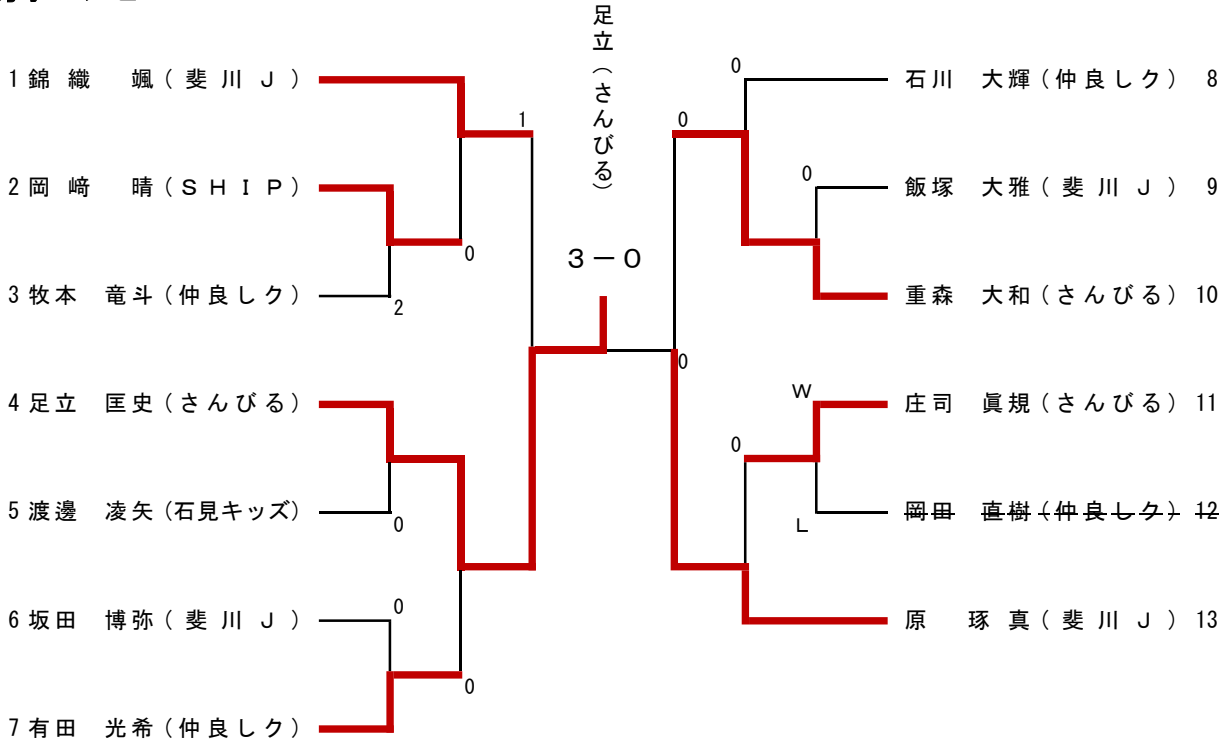 足立（さんびる）
3－0
1 錦織 颯（斐川J）
2 岡﨑 晴（SHIP）
3 牧本 竜斗（仲良しク）
4 足立 匡史（さんびる）
5 渡邊 凌矢（石見キッズ）
6 坂田 博弥（斐川J）
7 有田 光希（仲良しク）
1
0
2
0
0
0
石川 大輝（仲良しク） 8
飯塚 大雅（斐川J） 9
重森 大和（さんびる） 10
庄司 眞規（さんびる） 11
岡田 直樹（仲良しク） 12
原 琢真（斐川J） 13
0
0
0
0
W
0
L